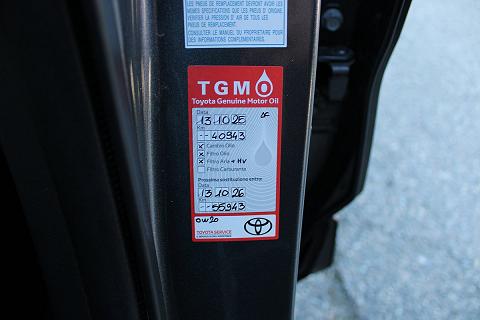 LES PNEUS DE REMPLACEMENT DEVRONT AVOIR LES
MÊMES SPÉCIFICATIONS QUE LES PNEUS D' ORIGINE
VÉRIFIER LA PRESSION D' AIR DE TOUS LES
PNEUS DE REMPLACEMENT.
CONSULTER LE MANUEL DU PROPRIÉTAIRE POUR
DES INFORMATIONS COMPLÉMENTAIRES.
TGMO
Toyota Genuine Motor Oil
Data
13 10 25
Km
--40943
x Cambio Olio
x Filtro Olio
x Filtro Aria + HV
Filtro Carburante
Prossima sostituzione entro:
Data
13 10 26
Km
--55943
0W20
TOYOTA SERVICE
TOYOTA